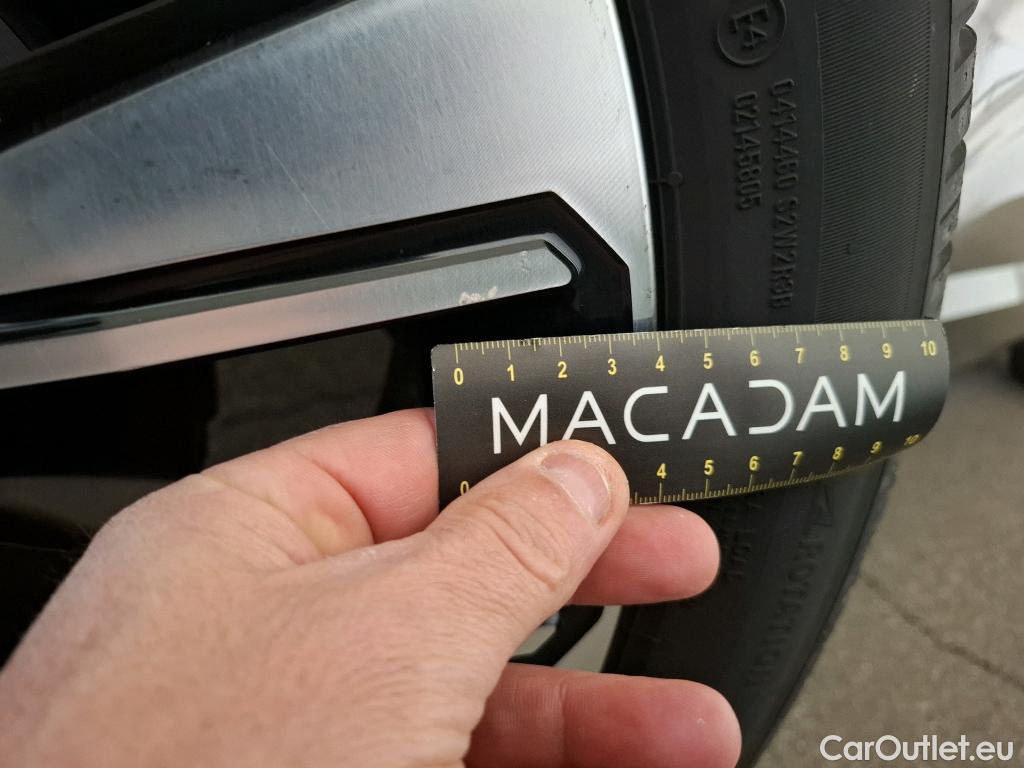 E4
0414460 S2WR2R3B
02145805
0 1 2 3 4 5 6 7 8 9 10
MACADAM
0 4 5 6 7 8 9 10
ROTATION
CarOutlet.eu